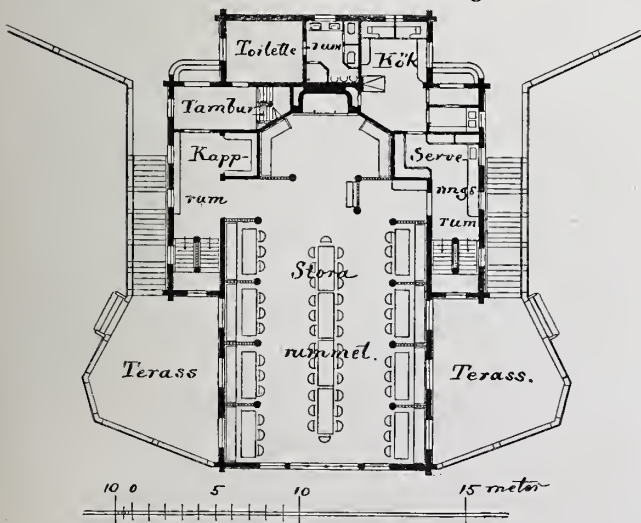 Toilette
rum
Kök
Tambur
Kapp-
rum
Serve-
rings
rum
Stora
rummet.
Terass
Terass.
10 0 5 10 15 meter